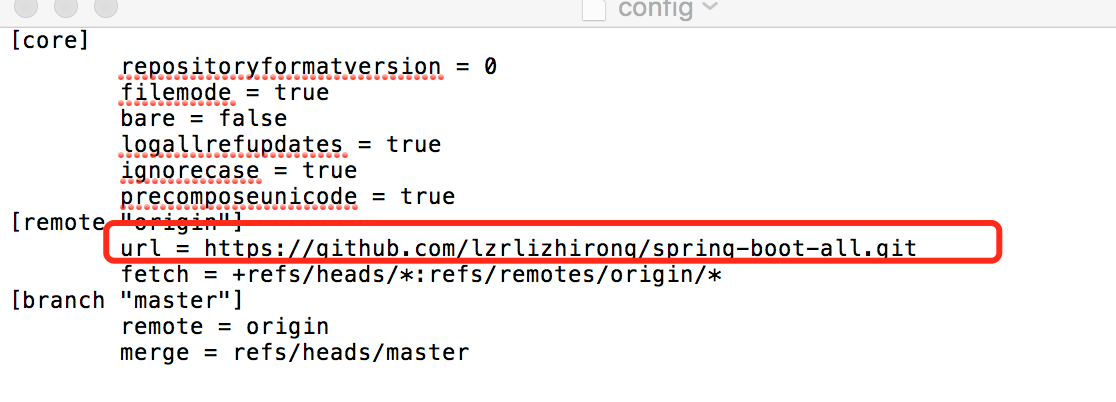 config
[core]
repositoryformatversion = 0
filemode = true
bare = false
logallrefupdates = true
ignorecase = true
precomposeunicode = true
[remote "origin"]
url = https://github.com/lzrlizhirong/spring-boot-all.git
fetch = +refs/heads/*:refs/remotes/origin/*
[branch "master"]
remote = origin
merge = refs/heads/master